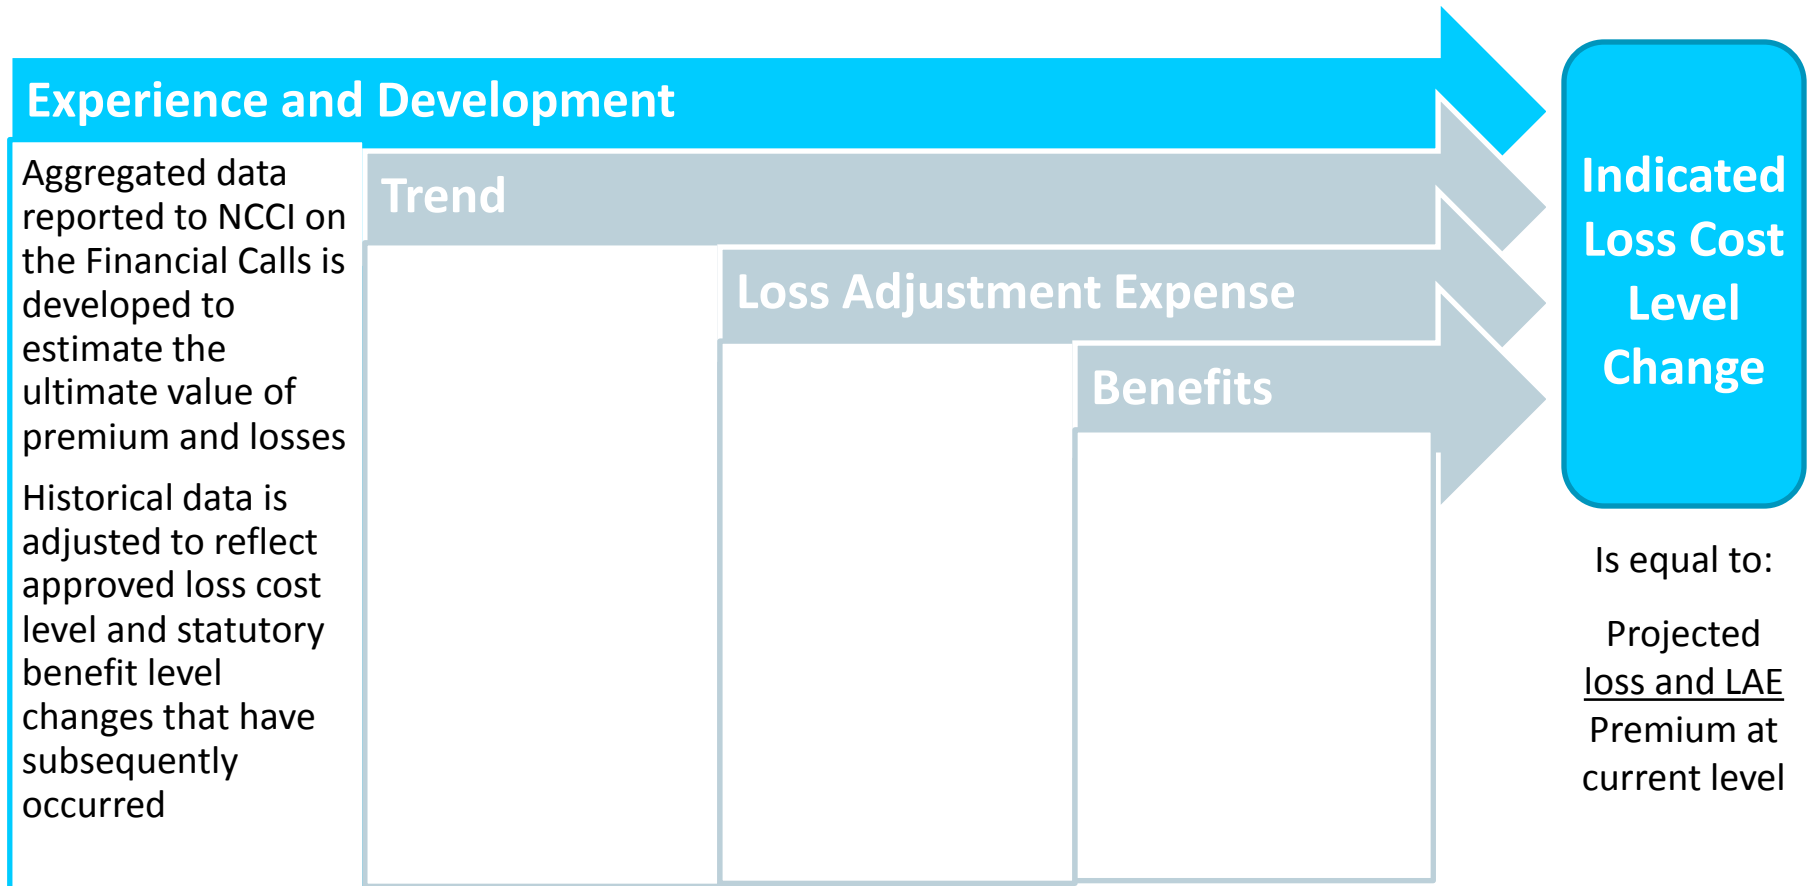 Experience and Development
Aggregated data
reported to NCCI on
the Financial Calls is
developed to
estimate the
ultimate value of
premium and losses
Historical data is
adjusted to reflect
approved loss cost
level and statutory
benefit level
changes that have
subsequently
occurred
Trend
Loss Adjustment Expense
Benefits
Indicated
Loss Cost
Level
Change
Is equal to:
Projected
loss and LAE
Premium at
current level